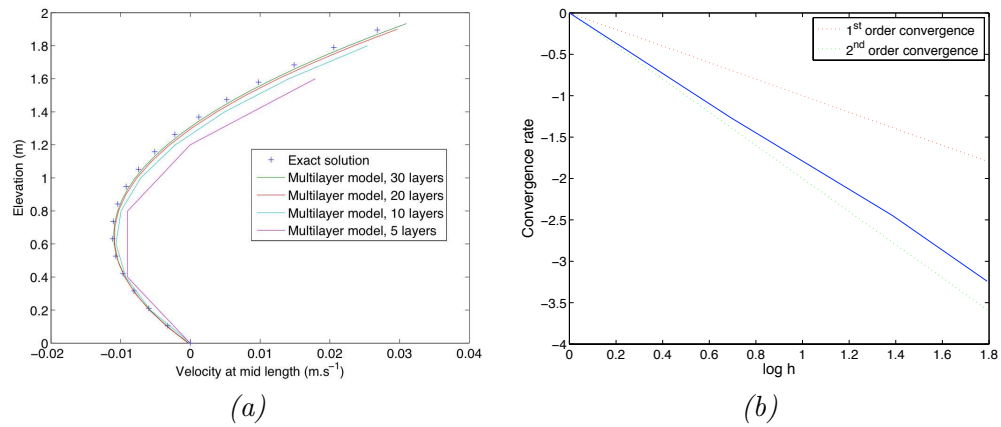 2
1.8
1.6
1.4
1.2
1
0.8
0.6
0.4
0.2
0
Elevation (m)
−0.02 −0.01 0 0.01 0.02 0.03 0.04
Velocity at mid length (m.s−1)
Exact solution
Multilayer model, 30 layers
Multilayer model, 20 layers
Multilayer model, 10 layers
Multilayer model, 5 layers
(a)
0
−0.5
−1
−1.5
−2
−2.5
−3
−3.5
−4
Convergence rate
0 0.2 0.4 0.6 0.8 1 1.2 1.4 1.6 1.8
log h
1st order convergence
2nd order convergence
(b)